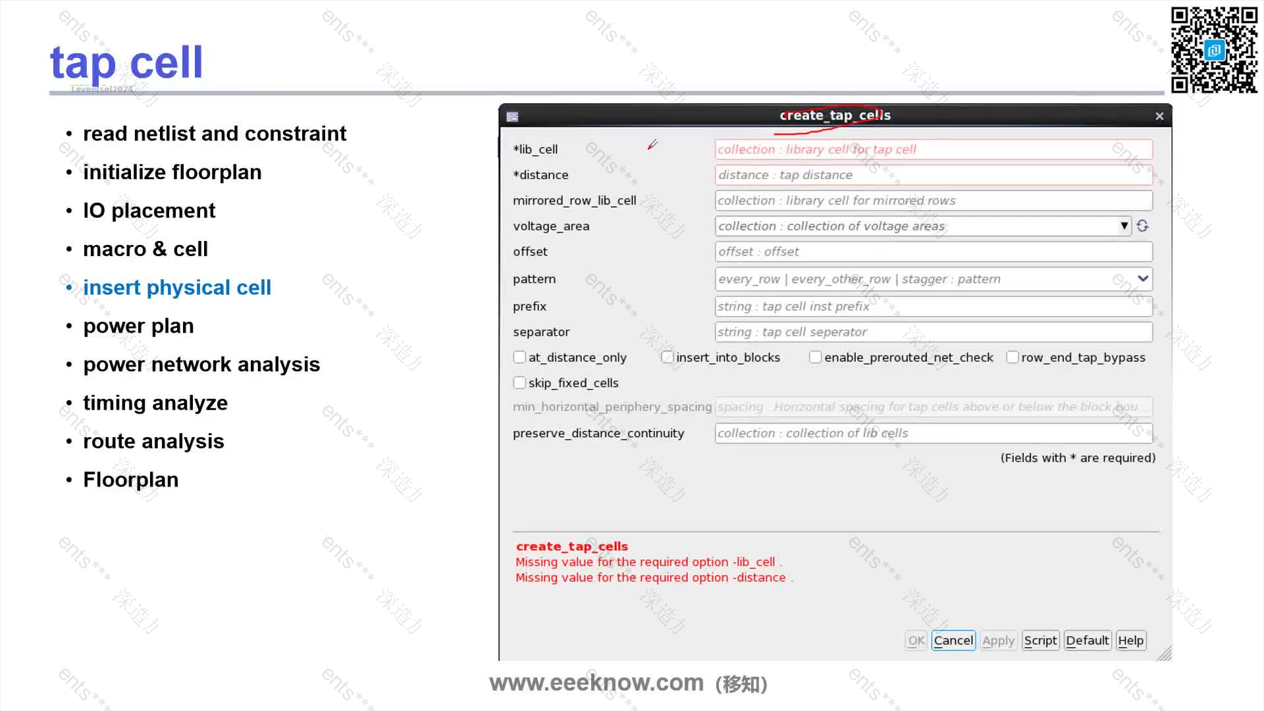 tap cell
• read netlist and constraint
• initialize floorplan
• IO placement
• macro & cell
• insert physical cell
• power plan
• power network analysis
• timing analyze
• route analysis
• Floorplan
create_tap_cells
*lib_cell collection : library cell for tap cell
*distance distance : tap distance
mirrored_row_lib_cell collection : library cell for mirrored rows
voltage_area collection : collection of voltage areas
offset offset : offset
pattern every_row | every_other_row | stagger : pattern
prefix string : tap cell inst prefix
separator string : tap cell seperator
at_distance_only insert_into_blocks enable_prerouted_net_check row_end_tap_bypass
skip_fixed_cells
min_horizontal_periphery_spacing spacing : Horizontal spacing for tap cells above or below the block bou...
preserve_distance_continuity collection : collection of lib cells
(Fields with * are required)
create_tap_cells
Missing value for the required option -lib_cell .
Missing value for the required option -distance .
OK Cancel Apply Script Default Help
www.eeeknow.com（移知）